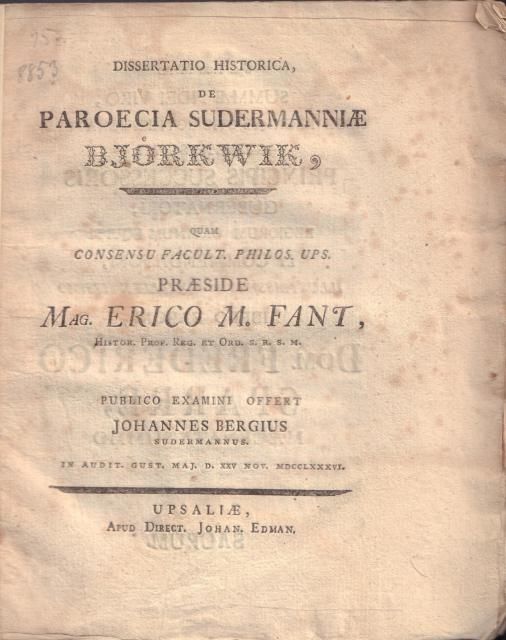 8853
DISSERTATIO HISTORICA,
DE
PAROECIA SUDERMANNIÆ
BJÖRKWIK,
QUAM
CONSENSU FACULT. PHILOS. UPS.
PRÆSIDE
MAG. ERICO M. FANT,
HISTOR. PROF. REG. ET ORD. S. R. S. M.
PUBLICO EXAMINI OFFERT
JOHANNES BERGIUS
SUDERMANNUS.
IN AUDIT. GUST. MAJ. D. XXV NOV. MDCCLXXXVI.
UPSALIÆ,
APUD DIRECT. JOHAN. EDMAN.